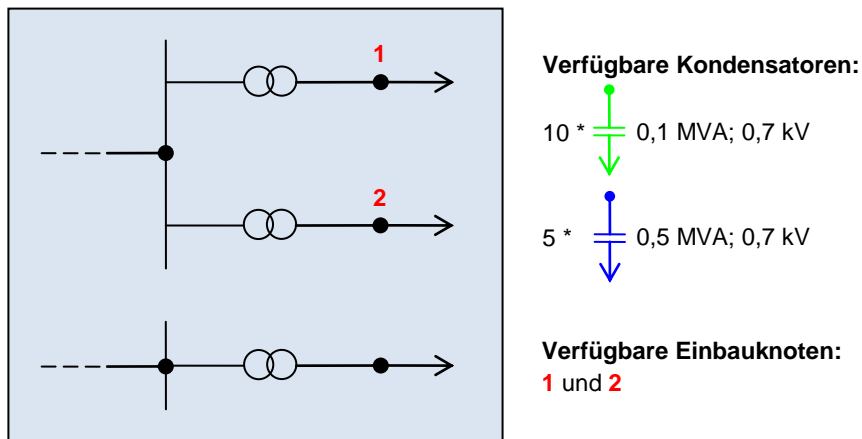 1
2
Verfügbare Kondensatoren:
10 * 0,1 MVA; 0,7 kV
5 * 0,5 MVA; 0,7 kV
Verfügbare Einbauknoten:
1 und 2